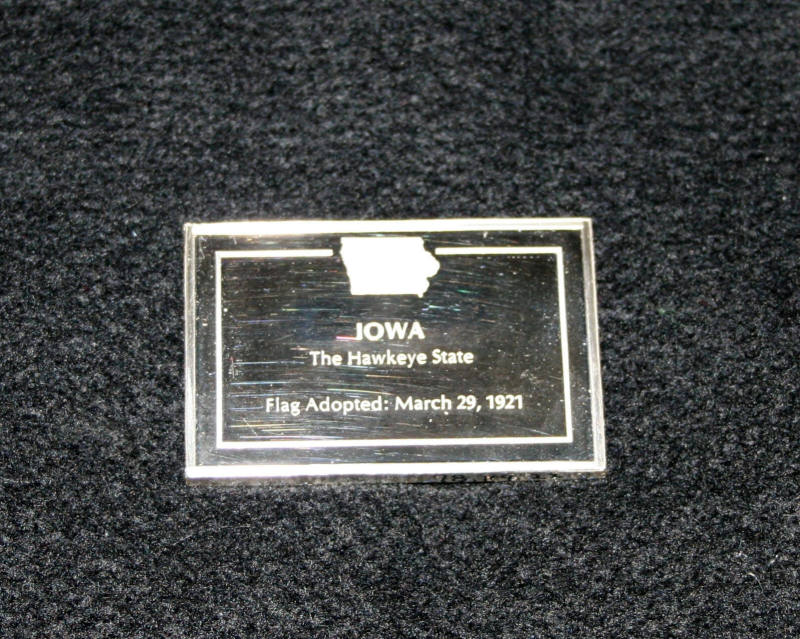 IOWA
The Hawkeye State
Flag Adopted: March 29, 1921